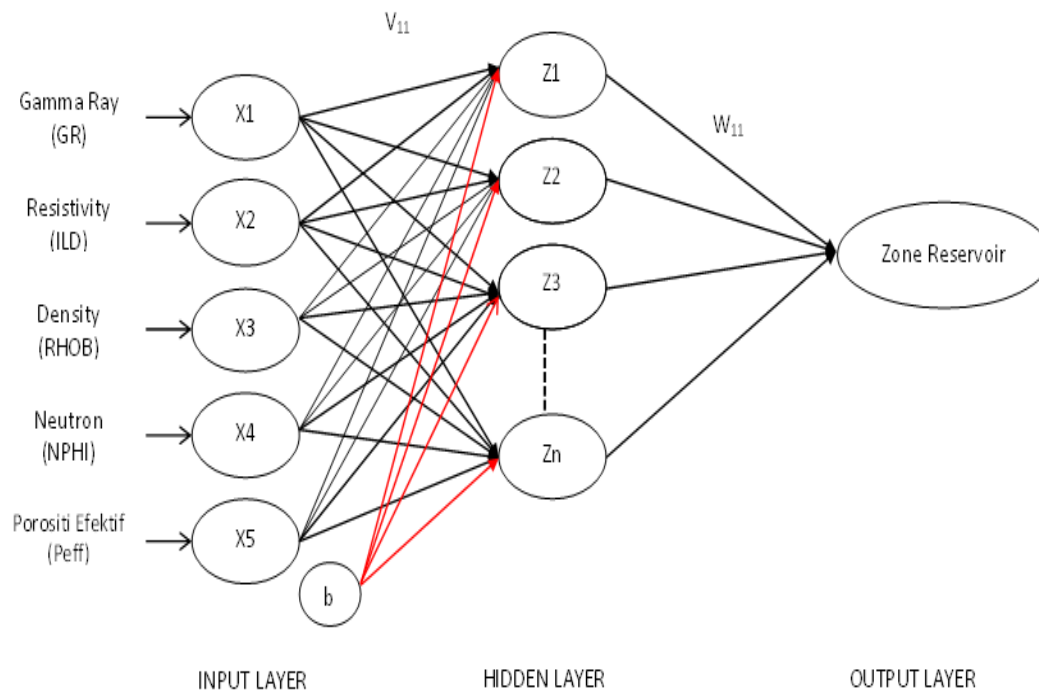 V11
Z1
Gamma Ray
(GR)
X1
W11
Z2
Resistivity
(ILD)
X2
Z3
Zone Reservoir
Density
(RHOB)
X3
Neutron
(NPHI)
X4
Zn
Porositi Efektif
(Peff)
X5
b
INPUT LAYER
HIDDEN LAYER
OUTPUT LAYER